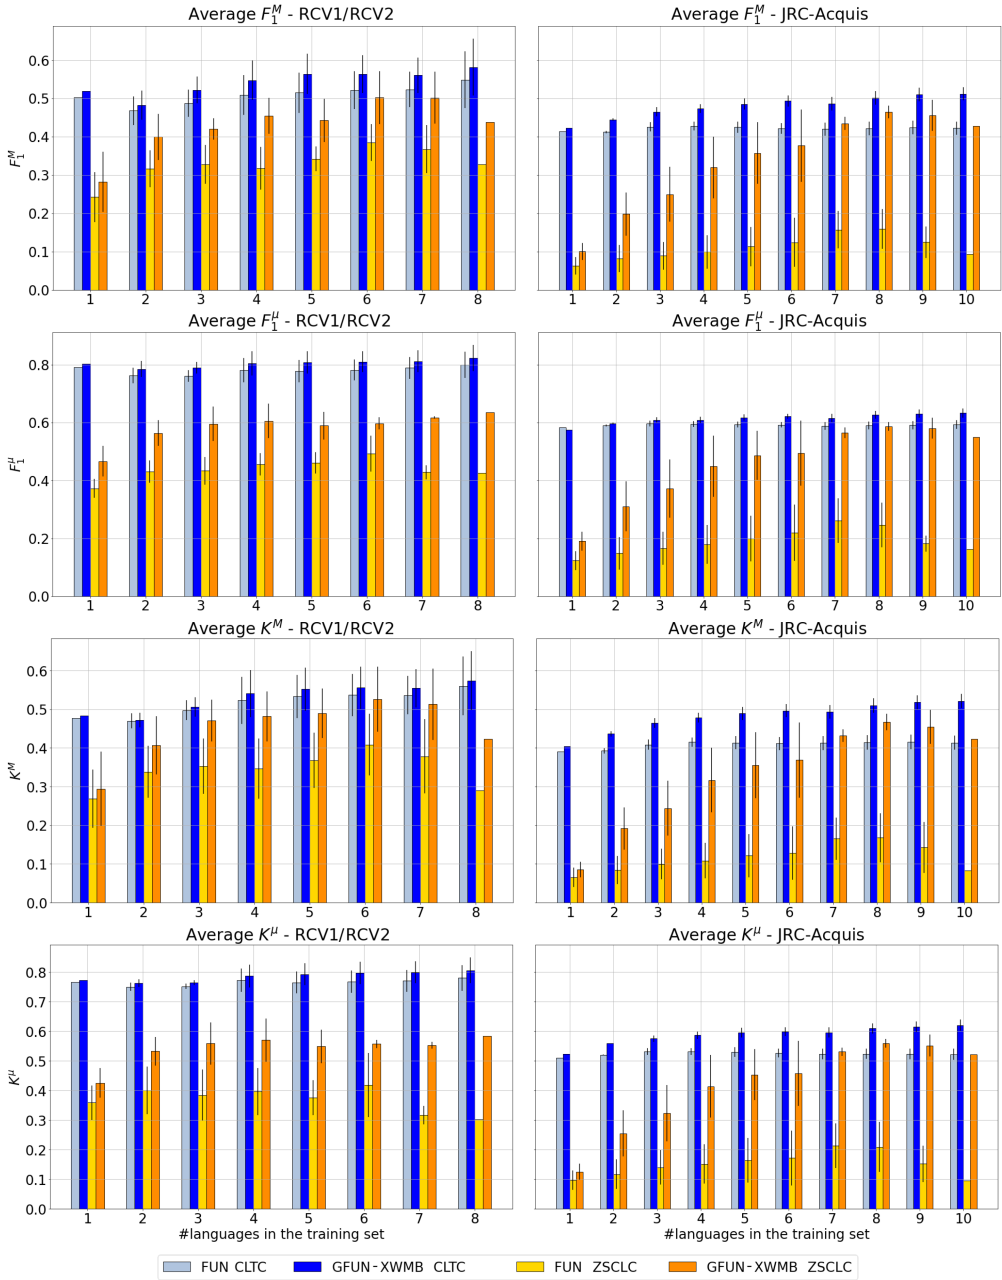 Average F₁ᴹ - RCV1/RCV2
Average F₁ᴹ - JRC-Acquis
F₁ᴹ
0.6
0.5
0.4
0.3
0.2
0.1
0.0
1 2 3 4 5 6 7 8
1 2 3 4 5 6 7 8 9 10
Average F₁^μ - RCV1/RCV2
Average F₁^μ - JRC-Acquis
F₁^μ
0.8
0.6
0.4
0.2
0.0
1 2 3 4 5 6 7 8
1 2 3 4 5 6 7 8 9 10
Average Kᴹ - RCV1/RCV2
Average Kᴹ - JRC-Acquis
Kᴹ
0.6
0.5
0.4
0.3
0.2
0.1
0.0
1 2 3 4 5 6 7 8
1 2 3 4 5 6 7 8 9 10
Average K^μ - RCV1/RCV2
Average K^μ - JRC-Acquis
K^μ
0.8
0.7
0.6
0.5
0.4
0.3
0.2
0.1
0.0
1 2 3 4 5 6 7 8
1 2 3 4 5 6 7 8 9 10
#languages in the training set
#languages in the training set
FUN CLTC GFUN-XWMB CLTC FUN ZSCLC GFUN-XWMB ZSCLC